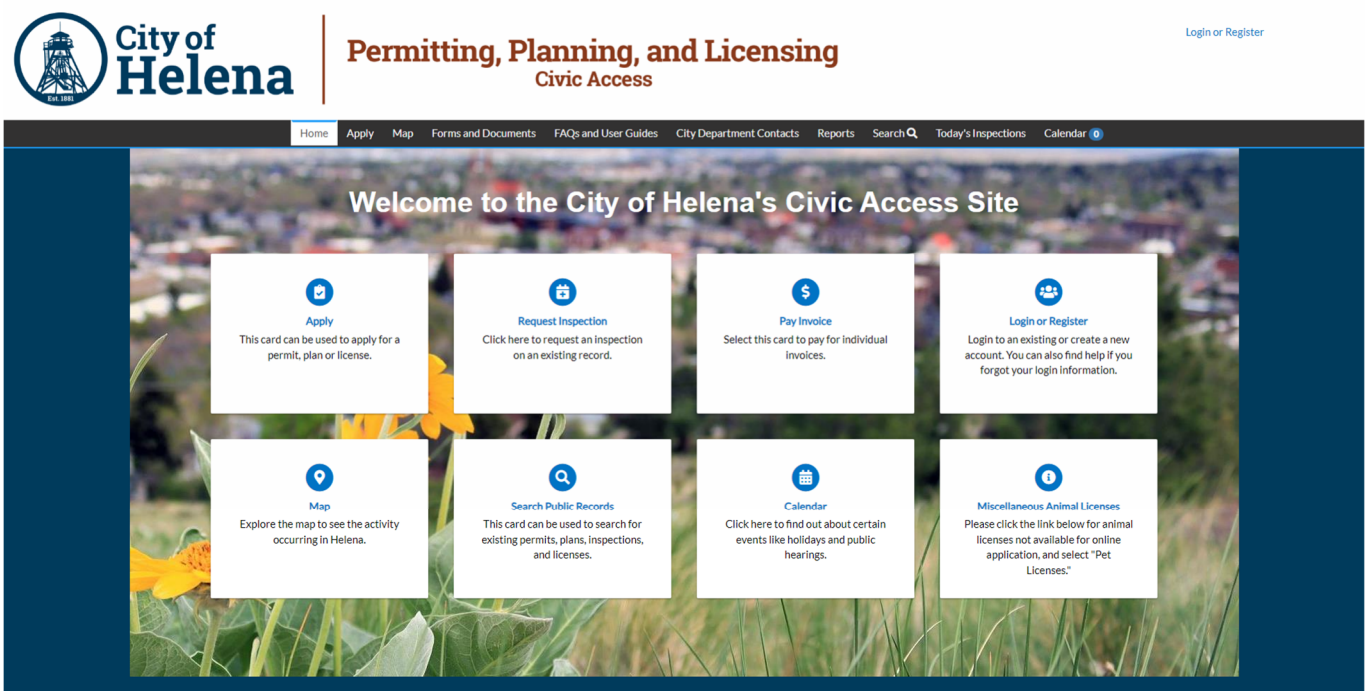 City of
Helena
Est. 1881
Permitting, Planning, and Licensing
Civic Access
Login or Register
Home Apply Map Forms and Documents FAQs and User Guides City Department Contacts Reports Search Today's Inspections Calendar 0
Welcome to the City of Helena's Civic Access Site
Apply
This card can be used to apply for a
permit, plan or license.
Request Inspection
Click here to request an inspection
on an existing record.
Pay Invoice
Select this card to pay for individual
invoices.
Login or Register
Login to an existing or create a new
account. You can also find help if you
forgot your login information.
Map
Explore the map to see the activity
occurring in Helena.
Search Public Records
This card can be used to search for
existing permits, plans, inspections,
and licenses.
Calendar
Click here to find out about certain
events like holidays and public
hearings.
Miscellaneous Animal Licenses
Please click the link below for animal
licenses not available for online
application, and select "Pet
Licenses."